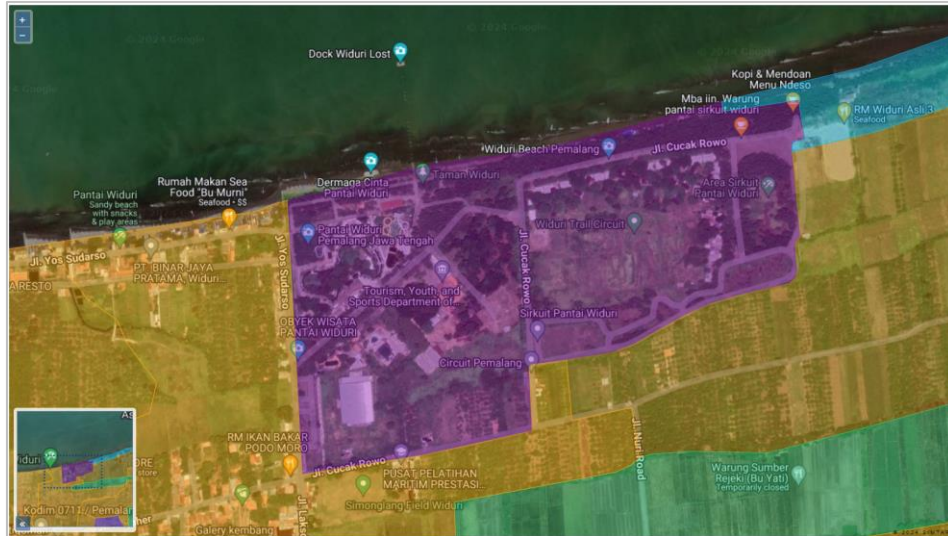 +
−
© 2024 Google
Dock Widuri Lost
Kopi & Mendoan
Menu Ndeso
Mba iin. Warung
pantai sirkuit widuri
RM Widuri Asli 3
Seafood
Widuri Beach Pemalang
Jl. Cucak Rowo
Dermaga Cinta
Pantai Widuri
Taman Widuri
Area Sirkuit
Pantai Widuri
Rumah Makan Sea
Food "Bu Murni"
Seafood • $$
Pantai Widuri
Sandy beach
with snacks
& play areas
Pantai Widuri
Pemalang Jawa Tengah
Widuri Trail Circuit
Jl. Yos Sudarso
PT. BINAR JAYA
PRATAMA, Widuri...
A RESTO
Jl. Yos Sudarso
Jl. Cucak Rowo
Tourism, Youth, and
Sports Department of...
Sirkuit Pantai Widuri
OBYEK WISATA
PANTAI WIDURI
Circuit Pemalang
RM IKAN BAKAR
PODO MORO
Jl. Cucak Rowo
PUSAT PELATIHAN
MARITIM PRESTASI...
Simonglang Field Widuri
Jl. Nuri Road
Warung Sumber
Rejeki (Bu Yati)
Temporarily closed
Galery kembang
Kodim 0711 / Pemalan
«